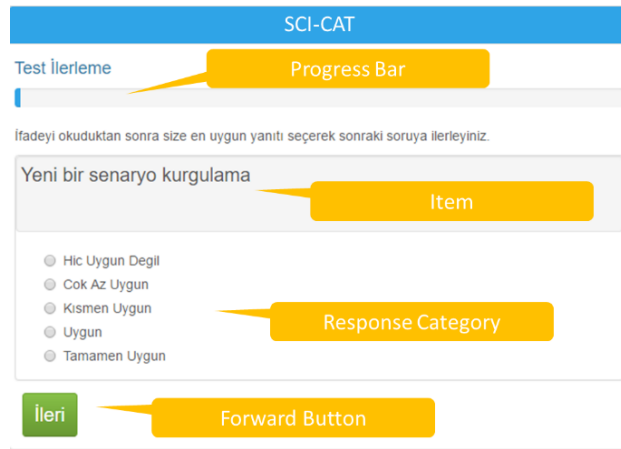 SCI-CAT
Test İlerleme
Progress Bar
İfadeyi okuduktan sonra size en uygun yanıtı seçerek sonraki soruya ilerleyiniz.
Yeni bir senaryo kurgulama
Item
Hic Uygun Degil
Cok Az Uygun
Kısmen Uygun
Response Category
Uygun
Tamamen Uygun
İleri
Forward Button